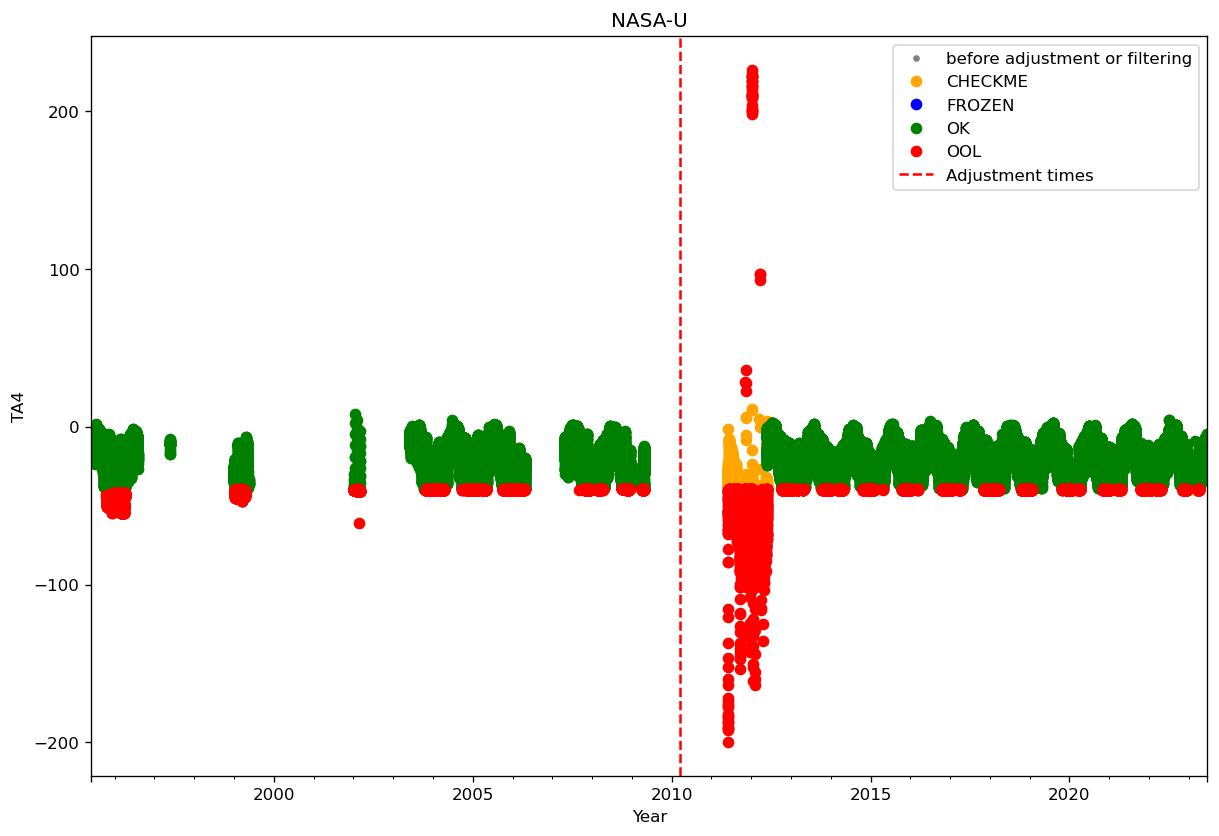 NASA-U
before adjustment or filtering
CHECKME
FROZEN
OK
OOL
Adjustment times
200
100
0
−100
−200
TA4
2000
2005
2010
2015
2020
Year